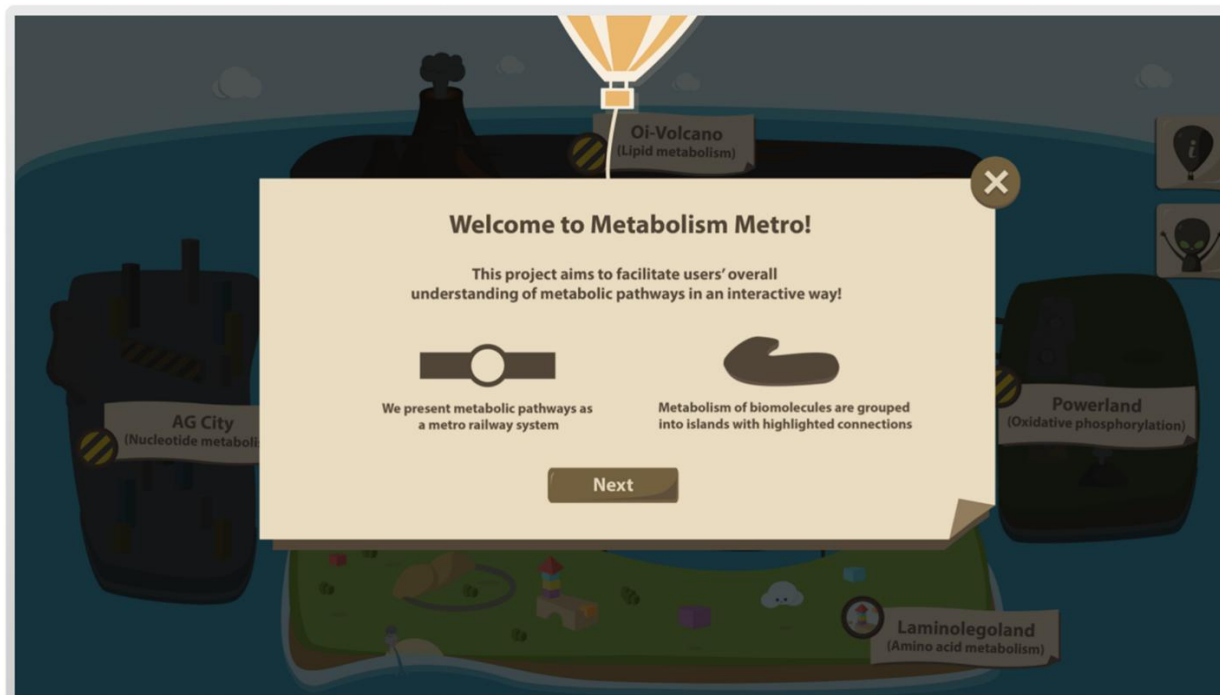 Oi-Volcano
(Lipid metabolism)
Welcome to Metabolism Metro!
This project aims to facilitate users' overall
understanding of metabolic pathways in an interactive way!
We present metabolic pathways as
a metro railway system
Metabolism of biomolecules are grouped
into islands with highlighted connections
AG City
(Nucleotide metaboli
Powerland
(Oxidative phosphorylation)
Next
Laminolegoland
(Amino acid metabolism)